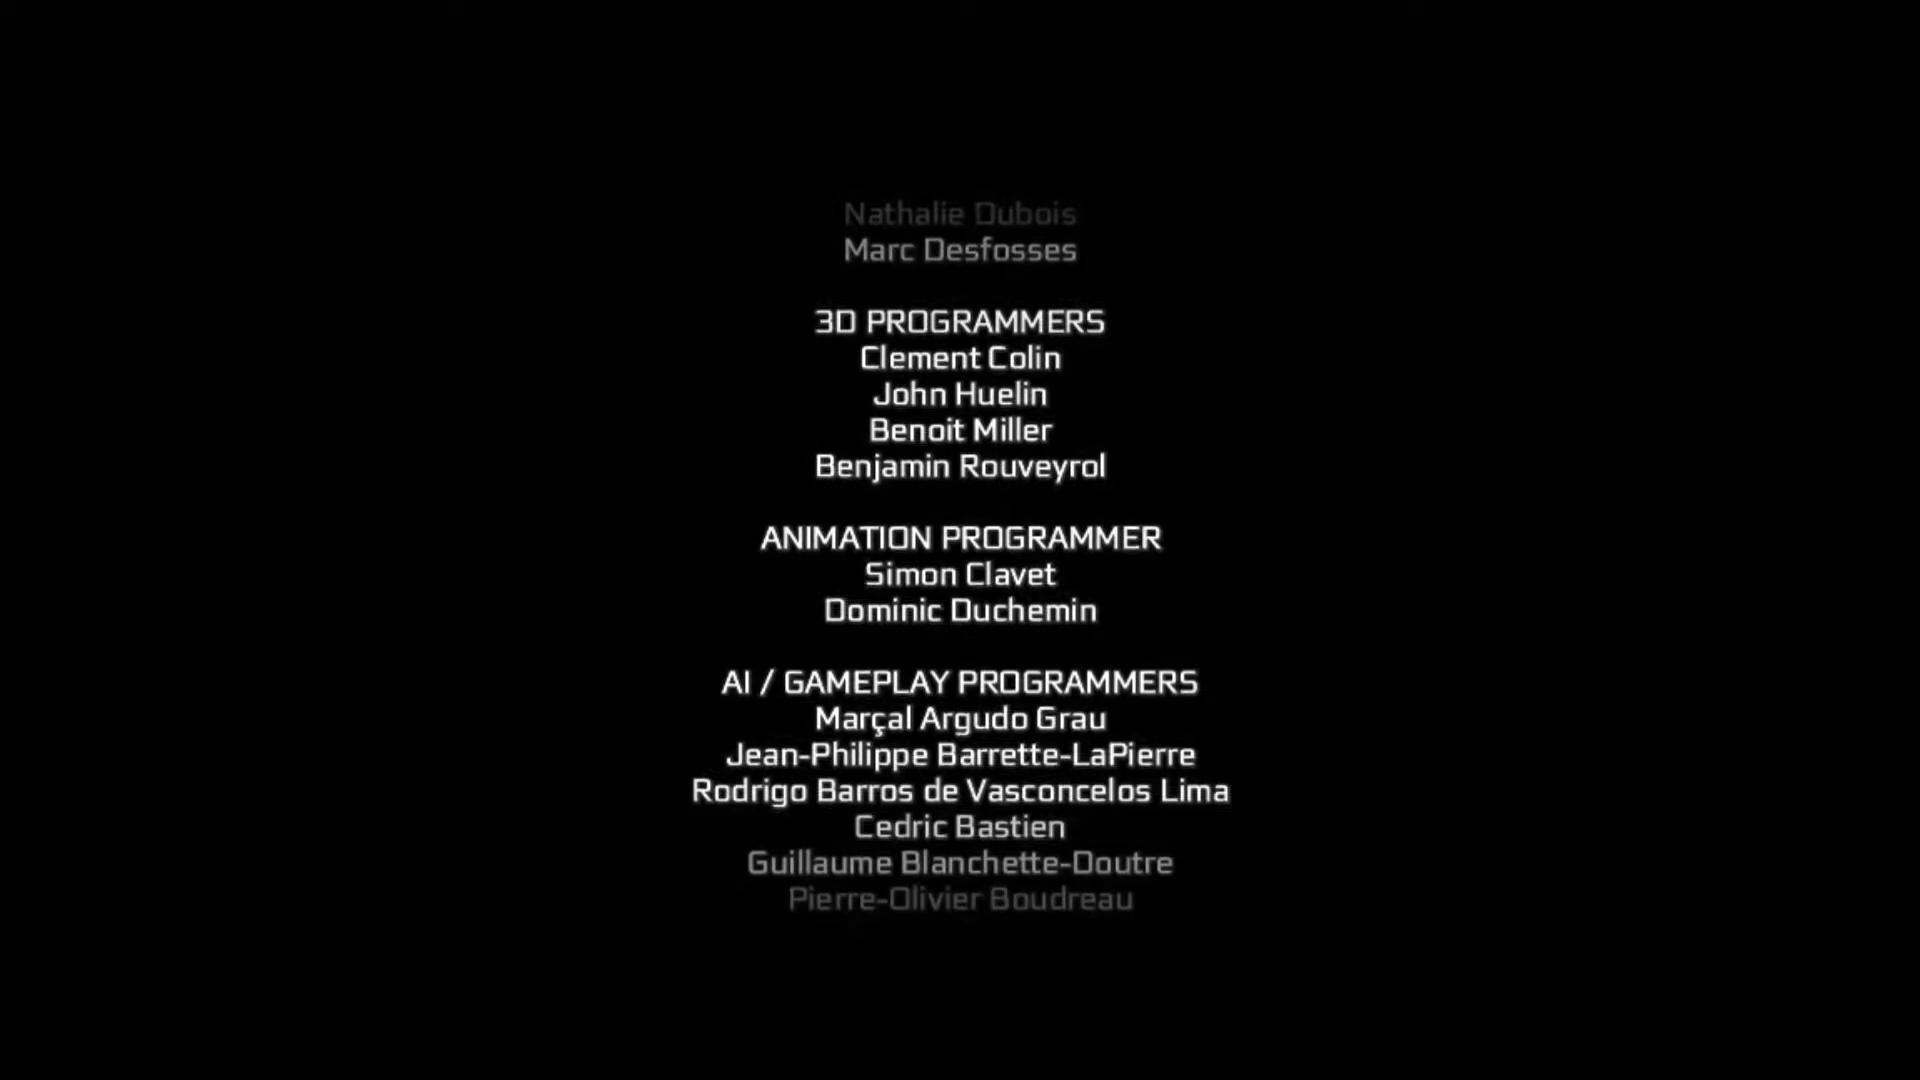 Nathalie Dubois
Marc Desfosses
3D PROGRAMMERS
Clement Colin
John Huelin
Benoit Miller
Benjamin Rouveyrol
ANIMATION PROGRAMMER
Simon Clavet
Dominic Duchemin
AI / GAMEPLAY PROGRAMMERS
Marçal Argudo Grau
Jean-Philippe Barrette-LaPierre
Rodrigo Barros de Vasconcelos Lima
Cedric Bastien
Guillaume Blanchette-Doutre
Pierre-Olivier Boudreau